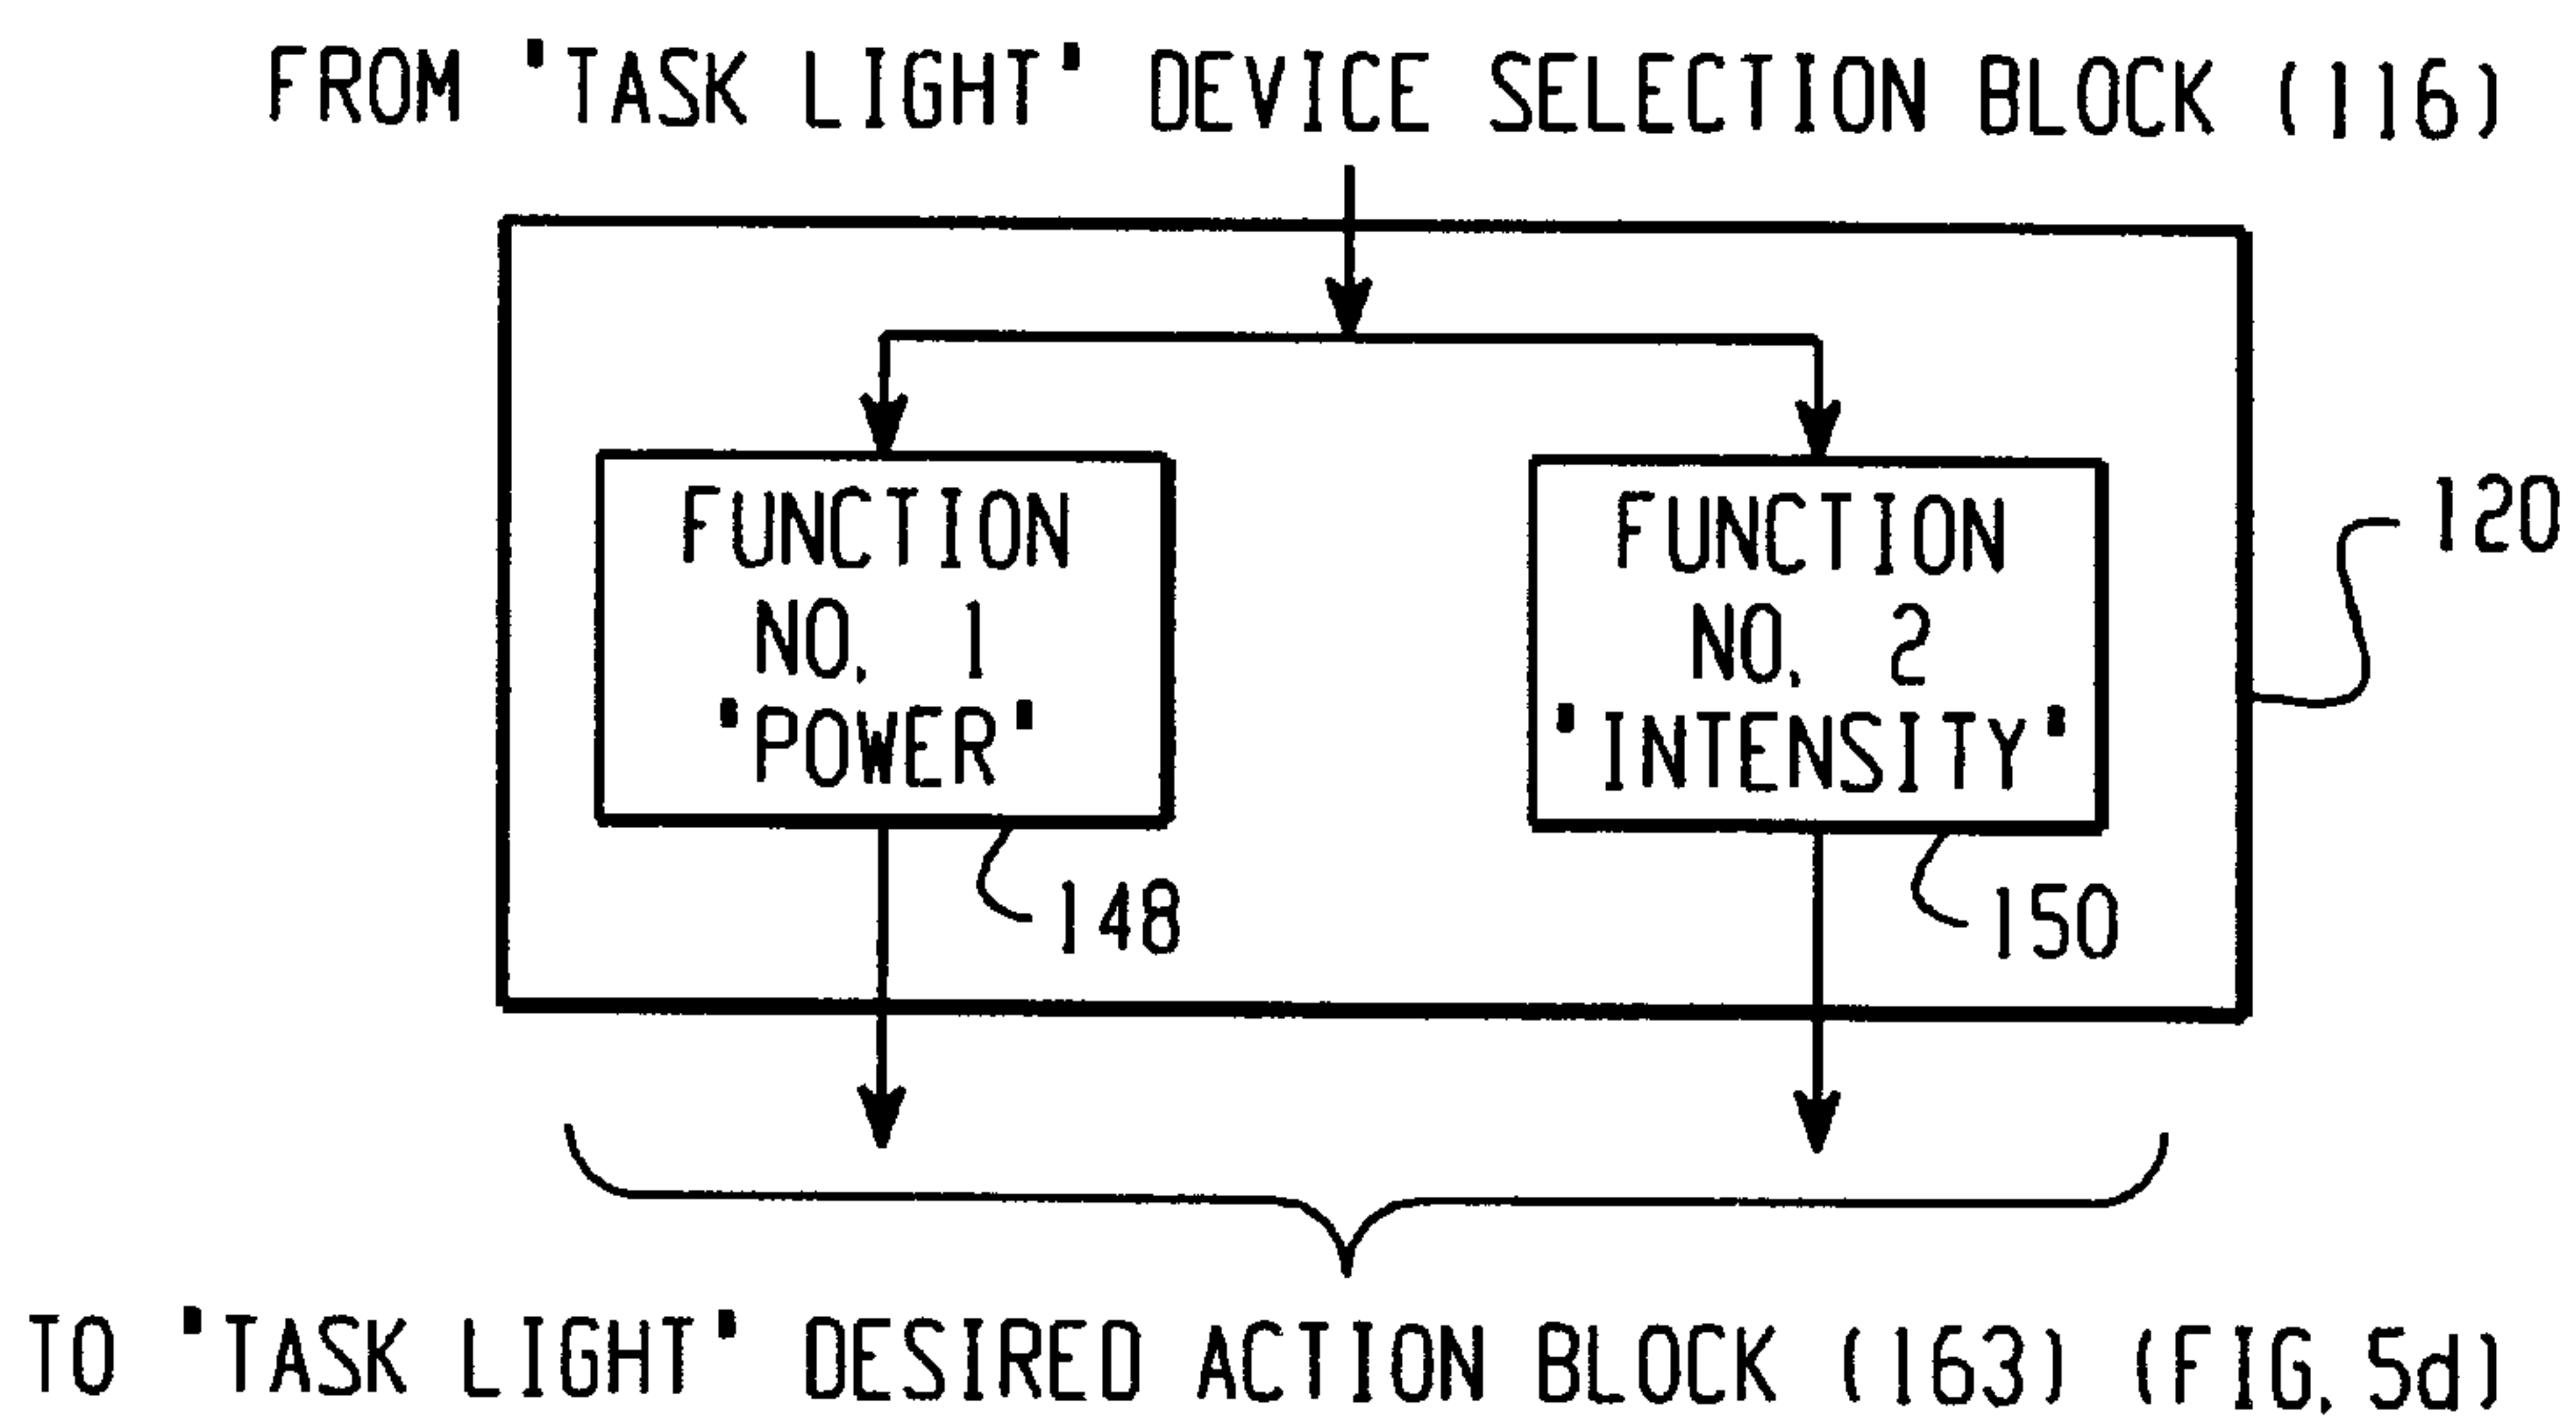 FROM "TASK LIGHT" DEVICE SELECTION BLOCK (116)
FUNCTION
NO. 1
"POWER"
148
FUNCTION
NO. 2
"INTENSITY"
150
120
TO "TASK LIGHT" DESIRED ACTION BLOCK (163) (FIG. 5d)